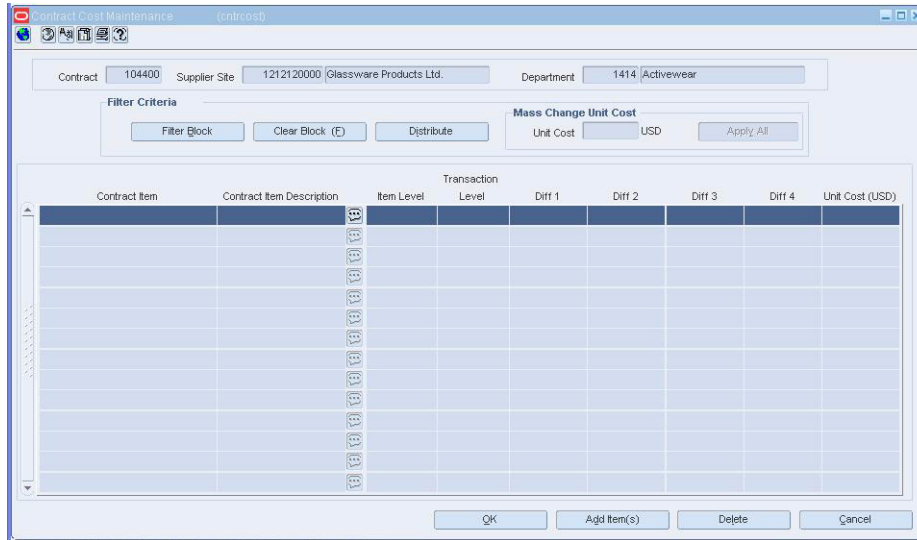 Contract Cost Maintenance (cntrcost)
Contract 104400 Supplier Site 1212120000 Glassware Products Ltd. Department 1414 Activewear
Filter Criteria
Mass Change Unit Cost
Filter Block Clear Block (F) Distribute Unit Cost USD Apply All
Transaction
Contract Item Contract Item Description Item Level Level Diff 1 Diff 2 Diff 3 Diff 4 Unit Cost (USD)
OK Add Item(s) Delete Cancel